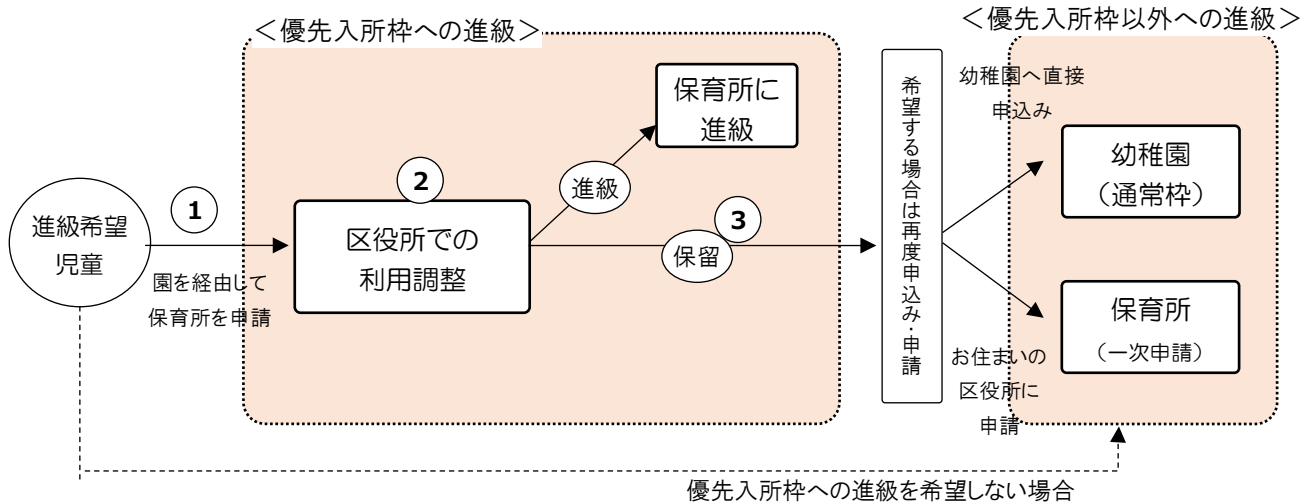 ＜優先入所枠への進級＞
＜優先入所枠以外への進級＞
進級希望
児童
1
園を経由して
保育所を申請
2
区役所での
利用調整
進級
保育所に
進級
3
保留
希望する場合は再度申込み・申請
幼稚園へ直接
申込み
幼稚園
（通常枠）
保育所
（一次申請）
お住まいの
区役所に
申請
優先入所枠への進級を希望しない場合